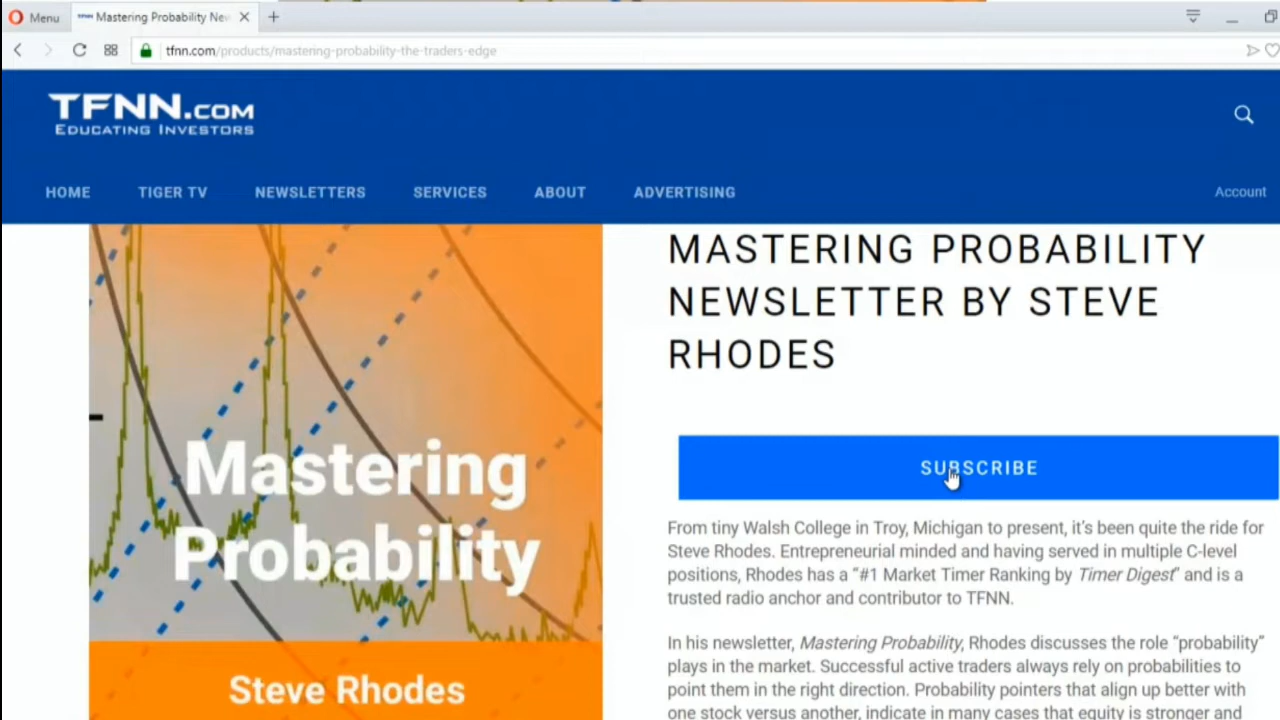 Menu
Mastering Probability New
tfnn.com/products/mastering-probability-the-traders-edge
TFNN.COM
EDUCATING INVESTORS
HOME TIGER TV NEWSLETTERS SERVICES ABOUT ADVERTISING Account
Mastering
Probability
Steve Rhodes
MASTERING PROBABILITY
NEWSLETTER BY STEVE
RHODES
SUBSCRIBE
From tiny Walsh College in Troy, Michigan to present, it's been quite the ride for
Steve Rhodes. Entrepreneurial minded and having served in multiple C-level
positions, Rhodes has a “#1 Market Timer Ranking by Timer Digest” and is a
trusted radio anchor and contributor to TFNN.
In his newsletter, Mastering Probability, Rhodes discusses the role “probability”
plays in the market. Successful active traders always rely on probabilities to
point them in the right direction. Probability pointers that align up better with
one stock versus another, indicate in many cases that equity is stronger and